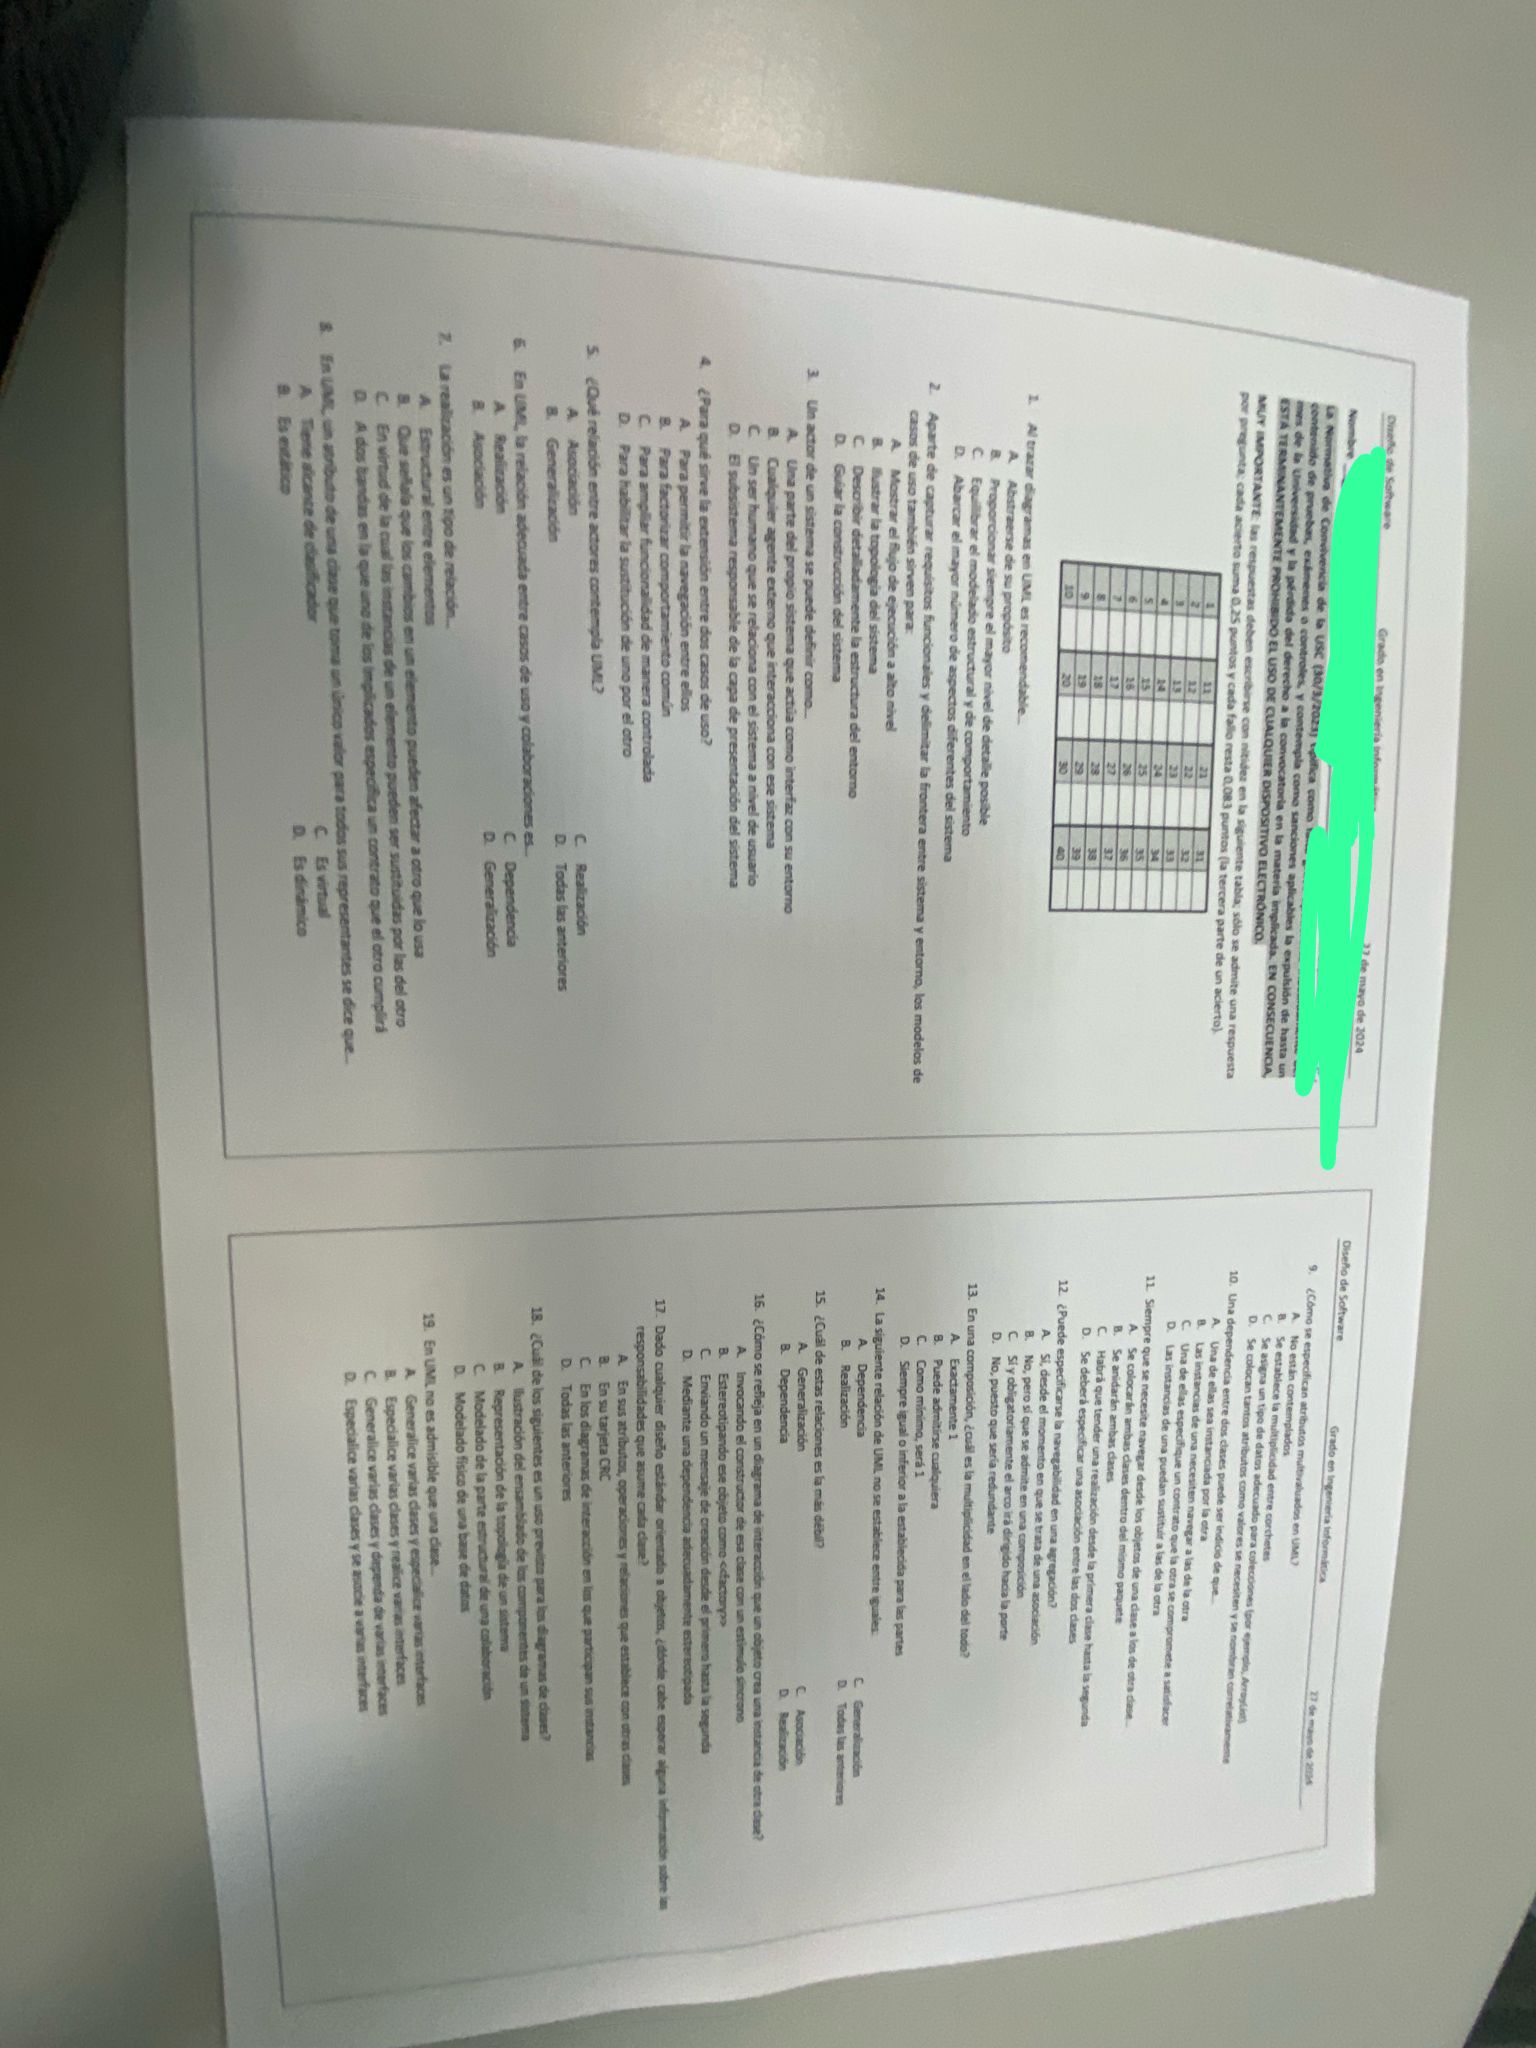 Diseño de Software Grado en Ingeniería 27 de mayo de 2024
Nombre
La Normativa de Convivencia de la USC (30/3/2023) tipifica como
contenido de pruebas, exámenes o controles, y contempla como sanciones aplicables la expulsión de hasta un
mes de la Universidad y la pérdida del derecho a la convocatoria en la materia implicada. EN CONSECUENCIA,
ESTÁ TERMINANTEMENTE PROHIBIDO EL USO DE CUALQUIER DISPOSITIVO ELECTRÓNICO.
MUY IMPORTANTE: las respuestas deben escribirse con nitidez en la siguiente tabla; sólo se admite una respuesta
por pregunta; cada acierto suma 0,25 puntos y cada fallo resta 0,083 puntos (la tercera parte de un acierto).
1 11 21 31
2 12 22 32
3 13 23 33
4 14 24 34
5 15 25 35
6 16 26 36
7 17 27 37
8 18 28 38
9 19 29 39
10 20 30 40
1. Al trazar diagramas en UML es recomendable...
A. Abstraerse de su propósito
B. Proporcionar siempre el mayor nivel de detalle posible
C. Equilibrar el modelado estructural y de comportamiento
D. Abarcar el mayor número de aspectos diferentes del sistema
2. Aparte de capturar requisitos funcionales y delimitar la frontera entre sistema y entorno, los modelos de
casos de uso también sirven para:
A. Mostrar el flujo de ejecución a alto nivel
B. Ilustrar la topología del sistema
C. Describir detalladamente la estructura del entorno
D. Guiar la construcción del sistema
3. Un actor de un sistema se puede definir como...
A. Una parte del propio sistema que actúa como interfaz con su entorno
B. Cualquier agente externo que interacciona con ese sistema
C. Un ser humano que se relaciona con el sistema a nivel de usuario
D. El subsistema responsable de la capa de presentación del sistema
4. ¿Para qué sirve la extensión entre dos casos de uso?
A. Para permitir la navegación entre ellos
B. Para factorizar comportamiento común
C. Para ampliar funcionalidad de manera controlada
D. Para habilitar la sustitución de uno por el otro
5. ¿Qué relación entre actores contempla UML?
A. Asociación C. Realización
B. Generalización D. Todas las anteriores
6. En UML, la relación adecuada entre casos de uso y colaboraciones es...
A. Realización C. Dependencia
B. Asociación D. Generalización
7. La realización es un tipo de relación...
A. Estructural entre elementos
B. Que señala que los cambios en un elemento pueden afectar a otro que lo usa
C. En virtud de la cual las instancias de un elemento pueden ser sustituidas por las del otro
D. A dos bandas en la que uno de los implicados especifica un contrato que el otro cumplirá
8. En UML, un atributo de una clase que toma un único valor para todos sus representantes se dice que...
A. Tiene alcance de clasificador C. Es virtual
B. Es estático D. Es dinámico
Diseño de Software Grado en Ingeniería Informática 27 de mayo de 2024
9. ¿Cómo se especifican atributos multivaluados en UML?
A. No están contemplados
B. Se establece la multiplicidad entre corchetes
C. Se asigna un tipo de datos adecuado para colecciones (por ejemplo, ArrayList)
D. Se colocan tantos atributos como valores se necesiten y se nombran correlativamente
10. Una dependencia entre dos clases puede ser indicio de que...
A. Una de ellas sea instanciada por la otra
B. Las instancias de una necesiten navegar a las de la otra
C. Una de ellas especifique un contrato que la otra se compromete a satisfacer
D. Las instancias de una puedan sustituir a las de la otra
11. Siempre que se necesite navegar desde los objetos de una clase a los de otra clase...
A. Se colocarán ambas clases dentro del mismo paquete
B. Se anidarán ambas clases
C. Habrá que tender una realización desde la primera clase hasta la segunda
D. Se deberá especificar una asociación entre las dos clases
12. ¿Puede especificarse la navegabilidad en una agregación?
A. Sí, desde el momento en que se trata de una asociación
B. No, pero sí que se admite en una composición
C. Sí y obligatoriamente el arco irá dirigido hacia la parte
D. No, puesto que sería redundante
13. En una composición, ¿cuál es la multiplicidad en el lado del todo?
A. Exactamente 1
B. Puede admitirse cualquiera
C. Como mínimo, será 1
D. Siempre igual o inferior a la establecida para las partes
14. La siguiente relación de UML no se establece entre iguales:
A. Dependencia C. Generalización
B. Realización D. Todas las anteriores
15. ¿Cuál de estas relaciones es la más débil?
A. Generalización C. Asociación
B. Dependencia D. Realización
16. ¿Cómo se refleja en un diagrama de interacción que un objeto crea una instancia de otra clase?
A. Invocando el constructor de esa clase con un estímulo síncrono
B. Estereotipando ese objeto como <<factory>>
C. Enviando un mensaje de creación desde el primero hasta la segunda
D. Mediante una dependencia adecuadamente estereotipada
17. Dado cualquier diseño estándar orientado a objetos, ¿dónde cabe esperar alguna información sobre las
responsabilidades que asume cada clase?
A. En sus atributos, operaciones y relaciones que establece con otras clases
B. En su tarjeta CRC
C. En los diagramas de interacción en los que participan sus instancias
D. Todas las anteriores
18. ¿Cuál de los siguientes es un uso previsto para los diagramas de clases?
A. Ilustración del ensamblado de los componentes de un sistema
B. Representación de la topología de un sistema
C. Modelado de la parte estructural de una colaboración
D. Modelado físico de una base de datos
19. En UML no es admisible que una clase...
A. Generalice varias clases y especialice varias interfaces
B. Especialice varias clases y realice varias interfaces
C. Generalice varias clases y dependa de varias interfaces
D. Especialice varias clases y se asocie a varias interfaces